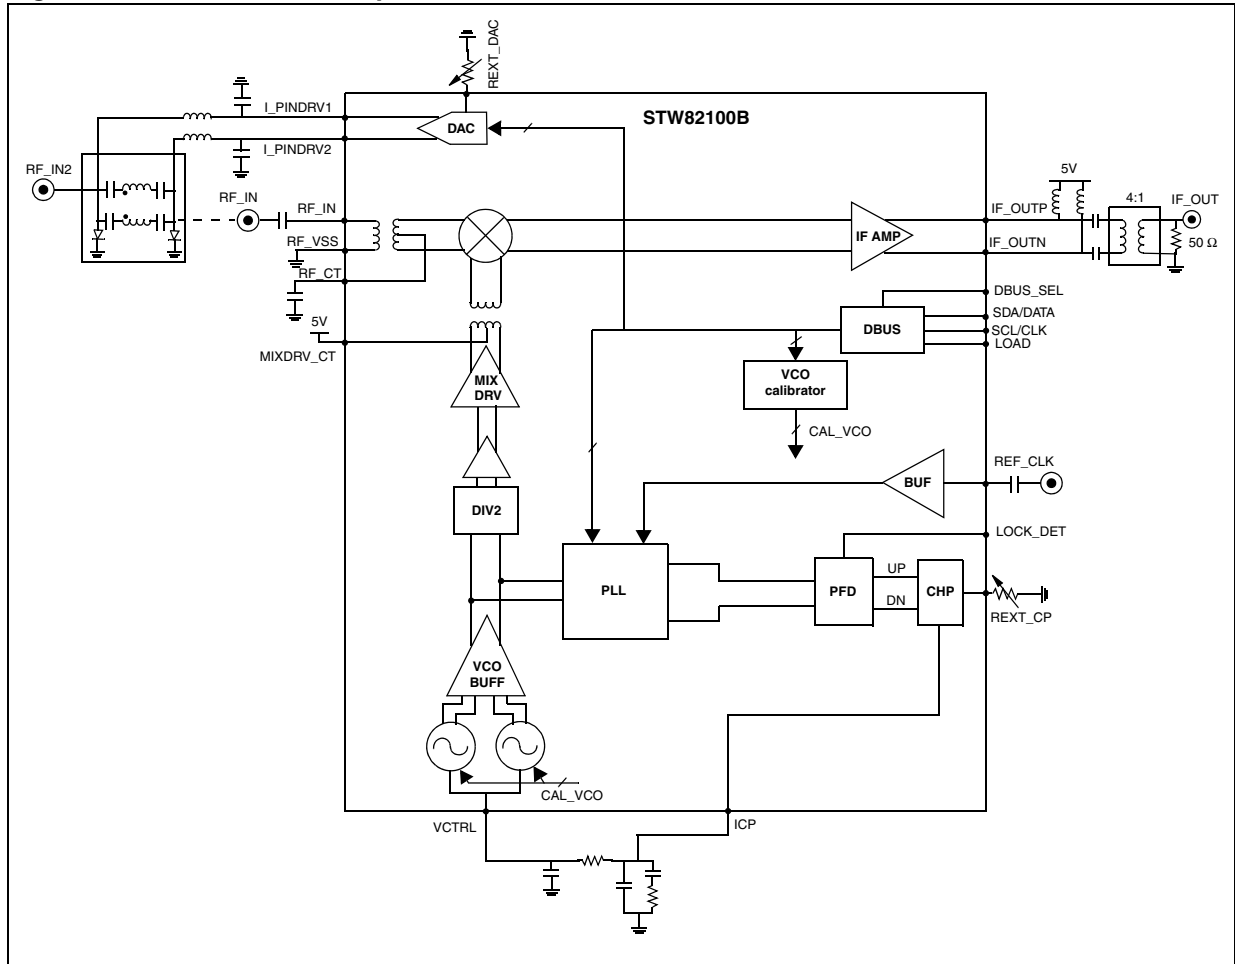 REXT_DAC
I_PINDRV1
STW82100B
DAC
I_PINDRV2
RF_IN2
5V
RF_IN
4:1
IF_OUT
RF_IN
IF_OUTP
IF AMP
50 Ω
RF_VSS
IF_OUTN
RF_CT
DBUS_SEL
5V
SDA/DATA
DBUS
SCL/CLK
LOAD
MIXDRV_CT
VCO
calibrator
MIX
DRV
CAL_VCO
REF_CLK
BUF
DIV2
LOCK_DET
PLL
PFD
UP
DN
CHP
REXT_CP
VCO
BUFF
CAL_VCO
VCTRL
ICP